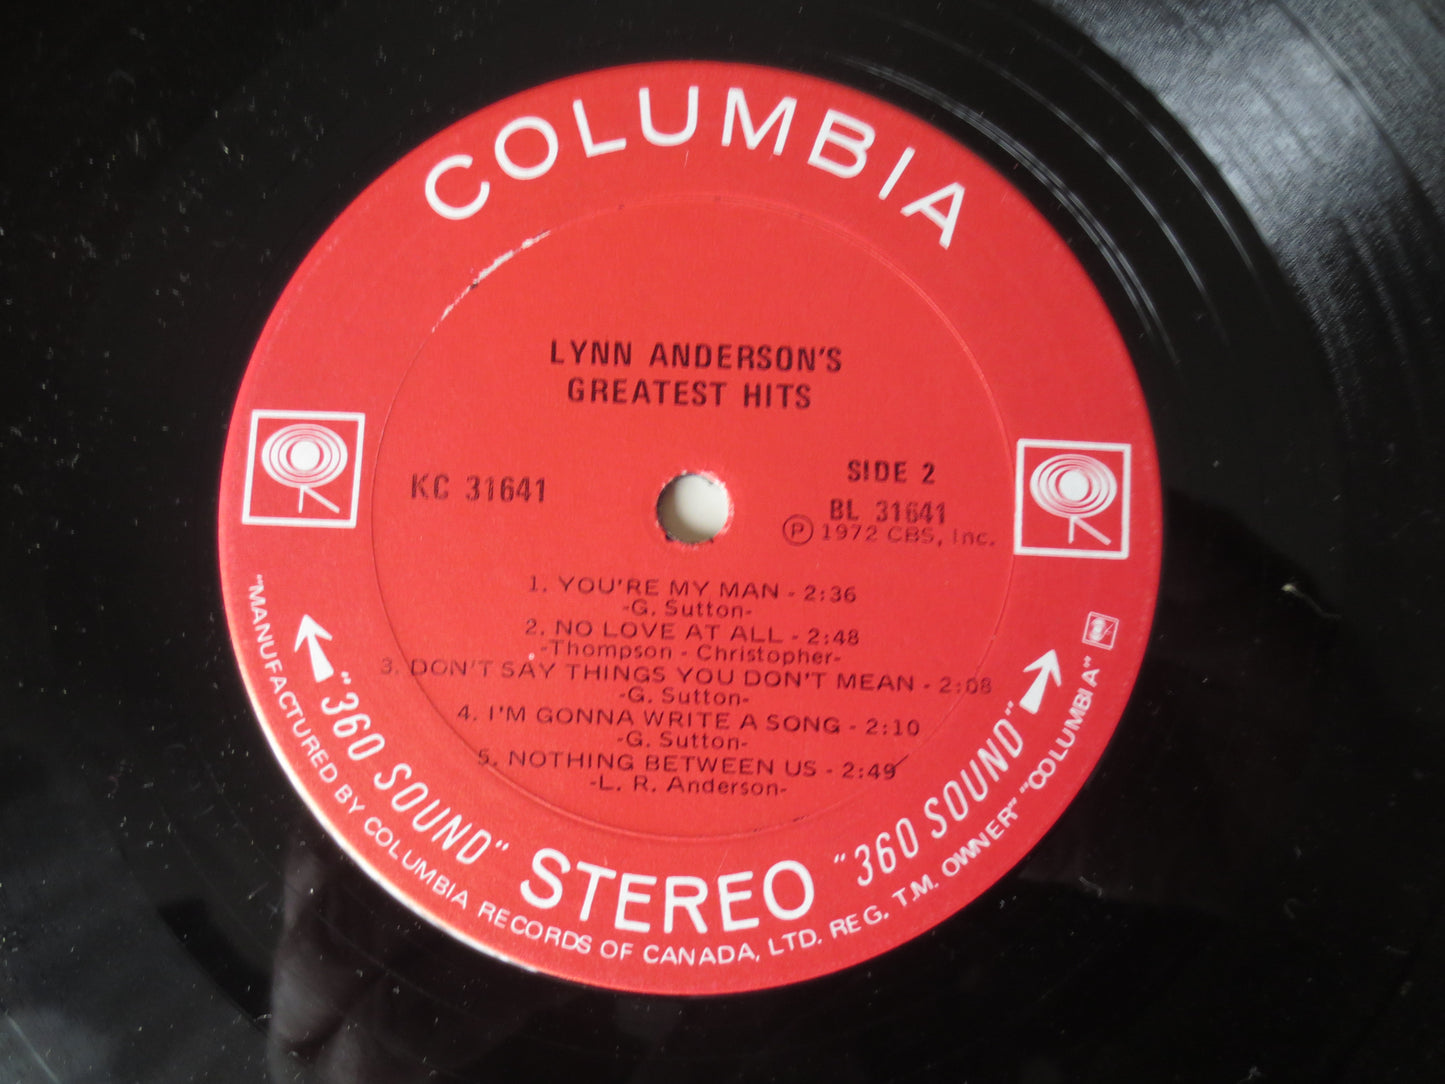 COLUMBIA
LYNN ANDERSON'S
GREATEST HITS
KC 31641
SIDE 2
BL 31641
Ⓟ 1972 CBS, Inc.
1. YOU'RE MY MAN - 2:36
-G. Sutton-
2. NO LOVE AT ALL - 2:48
-Thompson - Christopher-
3. DON'T SAY THINGS YOU DON'T MEAN - 2:08
-G. Sutton-
4. I'M GONNA WRITE A SONG - 2:10
-G. Sutton-
5. NOTHING BETWEEN US - 2:49
-L. R. Anderson-
"360 SOUND" STEREO "360 SOUND"
"MANUFACTURED BY COLUMBIA RECORDS OF CANADA, LTD. REG. T.M. OWNER" "COLUMBIA"